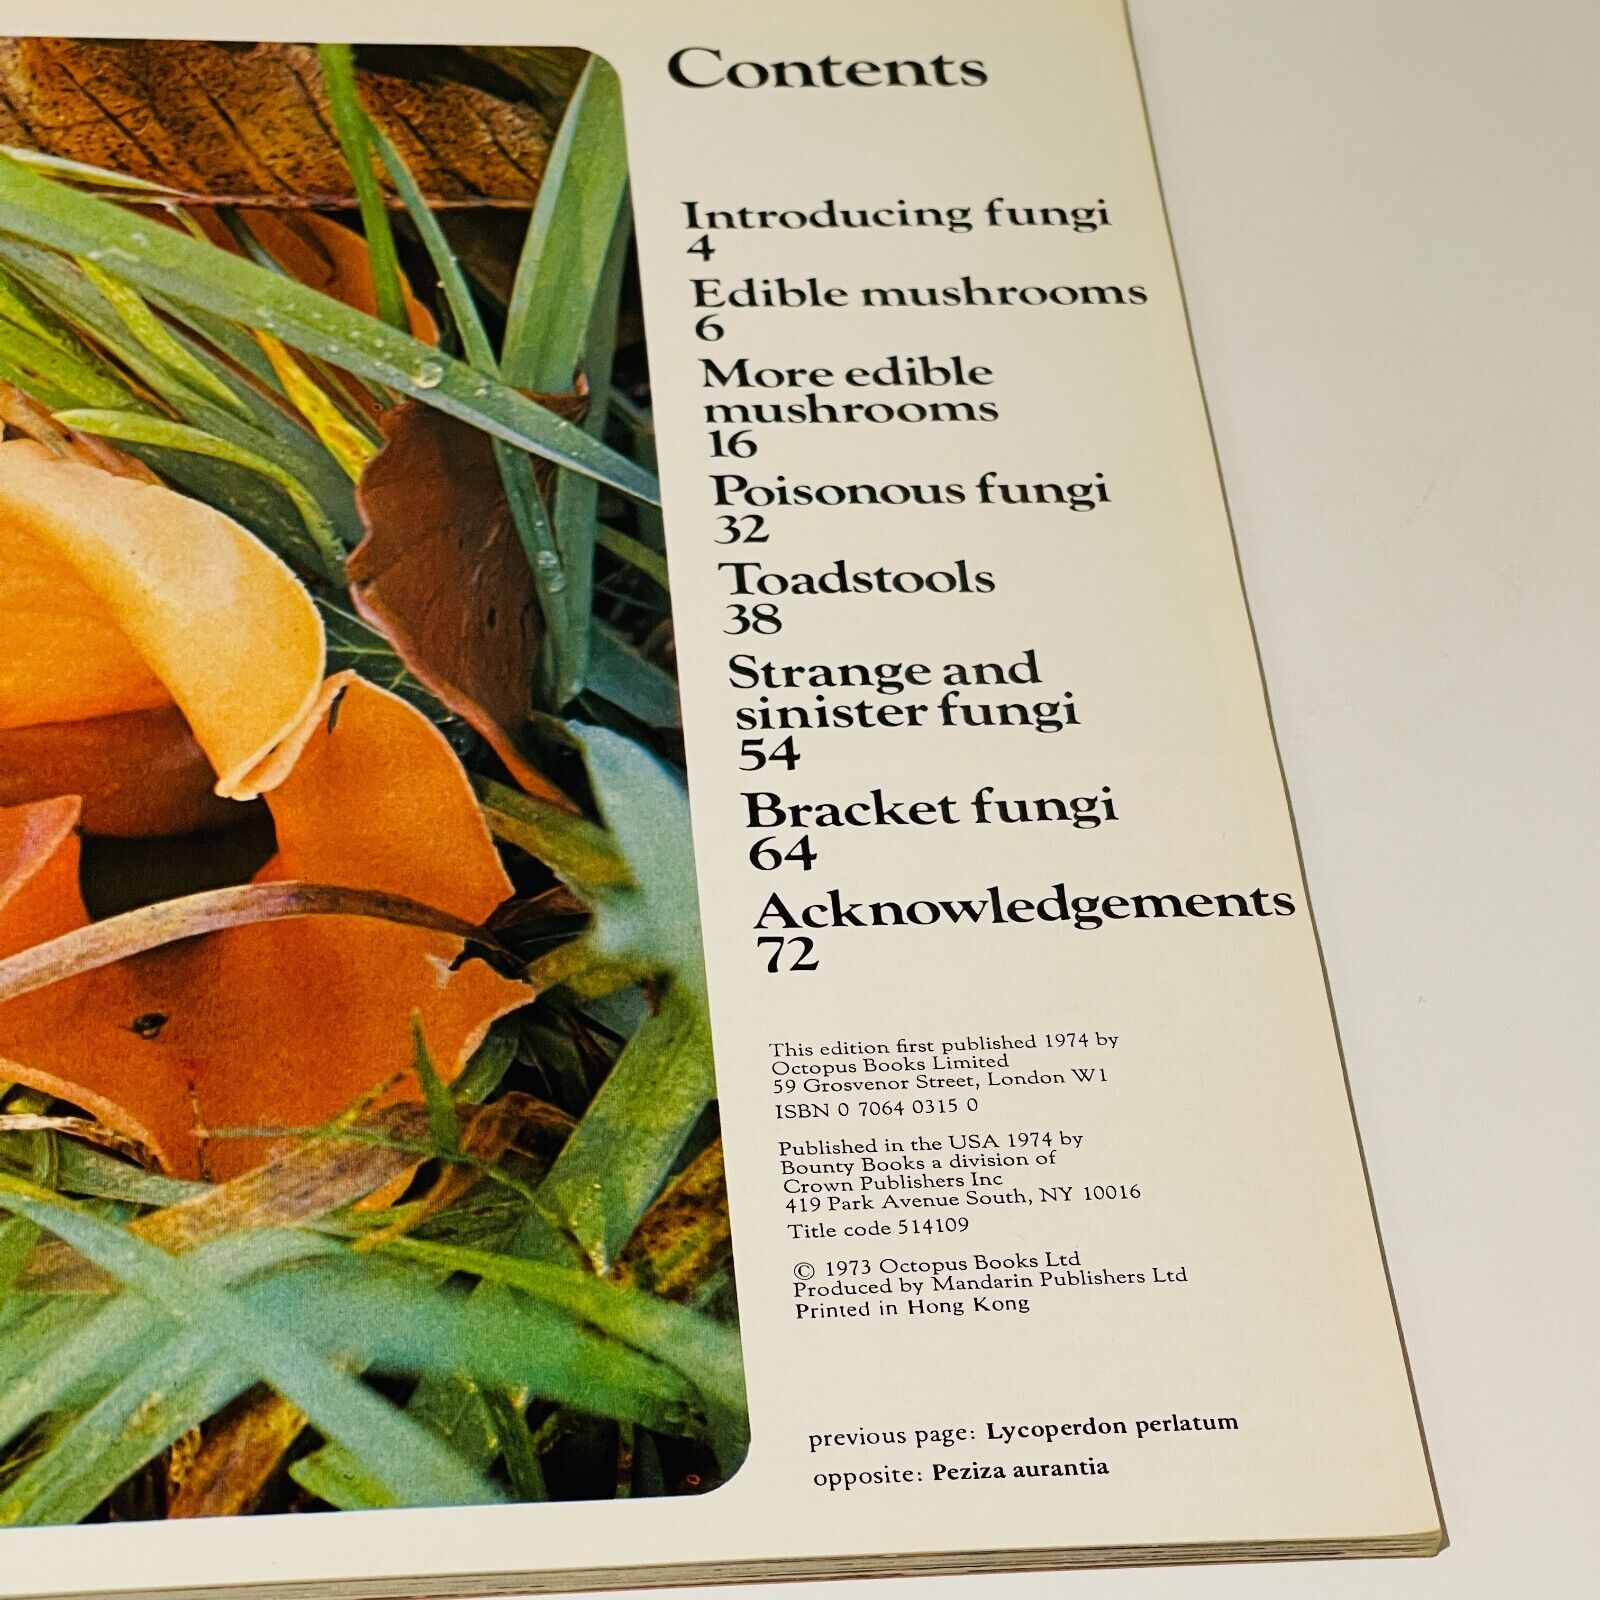 Contents
Introducing fungi
4
Edible mushrooms
6
More edible
mushrooms
16
Poisonous fungi
32
Toadstools
38
Strange and
sinister fungi
54
Bracket fungi
64
Acknowledgements
72
This edition first published 1974 by
Octopus Books Limited
59 Grosvenor Street, London W1
ISBN 0 7064 0315 0
Published in the USA 1974 by
Bounty Books a division of
Crown Publishers Inc
419 Park Avenue South, NY 10016
Title code 514109
© 1973 Octopus Books Ltd
Produced by Mandarin Publishers Ltd
Printed in Hong Kong
previous page: Lycoperdon perlatum
opposite: Peziza aurantia